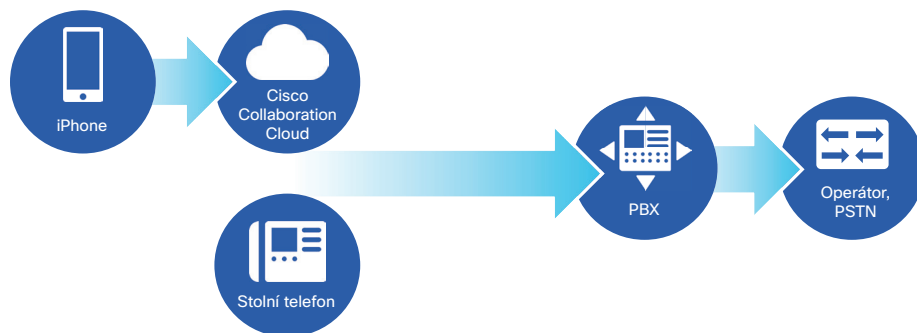 iPhone
Cisco
Collaboration
Cloud
Stolní telefon
PBX
Operátor,
PSTN